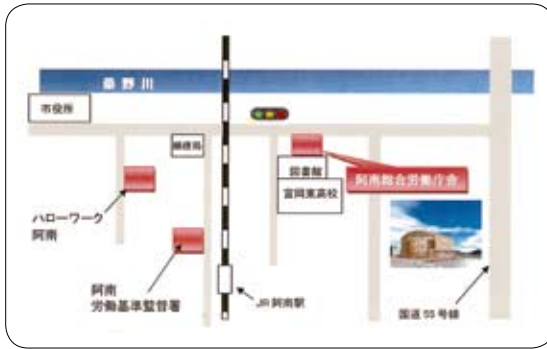 桑野川
市役所
郵便局
図書館
富岡東高校
阿南総合労働庁舎
ハローワーク
阿南
阿南
労働基準監督署
JR阿南駅
国道55号線